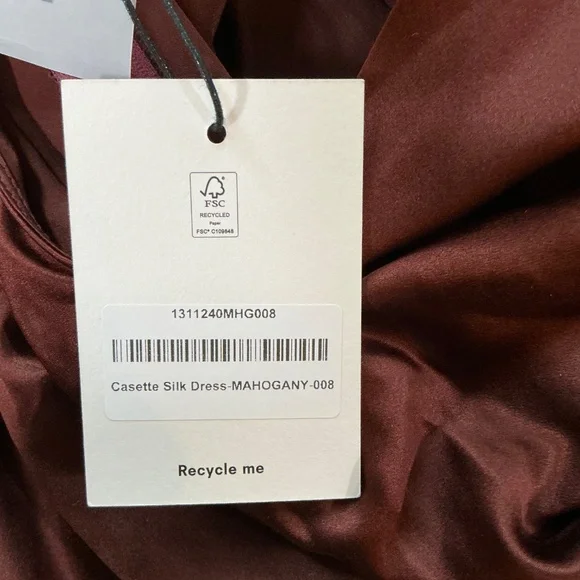 FSC
RECYCLED
Paper
FSC® C109848
1311240MHG008
Casette Silk Dress-MAHOGANY-008
Recycle me